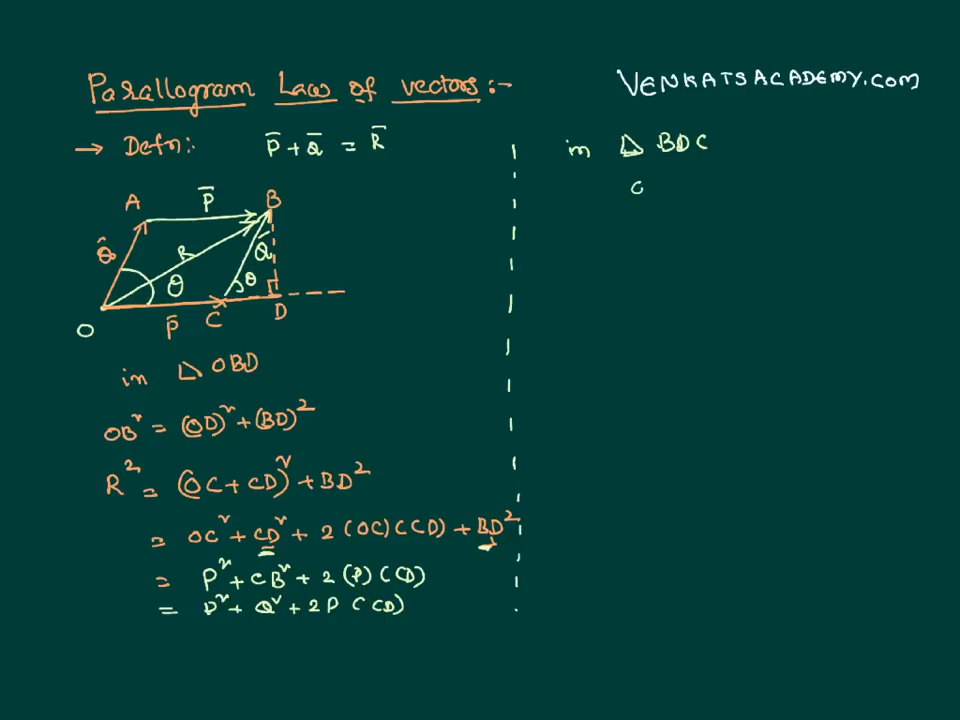 Parallogram Law of vectors:-
VENKATSACADEMY.com
→ Defn:
P̅ + Q̅ = R̅
A
P̅
B
Q̅
R
Q̅
θ
θ
O
P̅
C
D
in △ OBD
OB² = (OD)² + (BD)²
R² = (OC + CD)² + BD²
= OC² + CD² + 2 (OC) (CD) + BD²
= P² + CB² + 2 (P) (CD)
= P² + Q² + 2P (CD)
in △ BDC
C